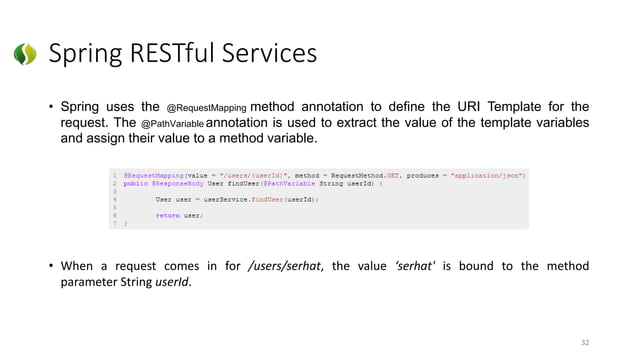 Spring RESTful Services
• Spring uses the @RequestMapping method annotation to define the URI Template for the
request. The @PathVariable annotation is used to extract the value of the template variables
and assign their value to a method variable.
1 @RequestMapping(value = "/users/{userId}", method = RequestMethod.GET, produces = "application/json")
2 public @ResponseBody User findUser(@PathVariable String userId) {
3
4 User user = userService.findUser(userId);
5
6 return user;
7 }
• When a request comes in for /users/serhat, the value ‘serhat' is bound to the method
parameter String userId.
32